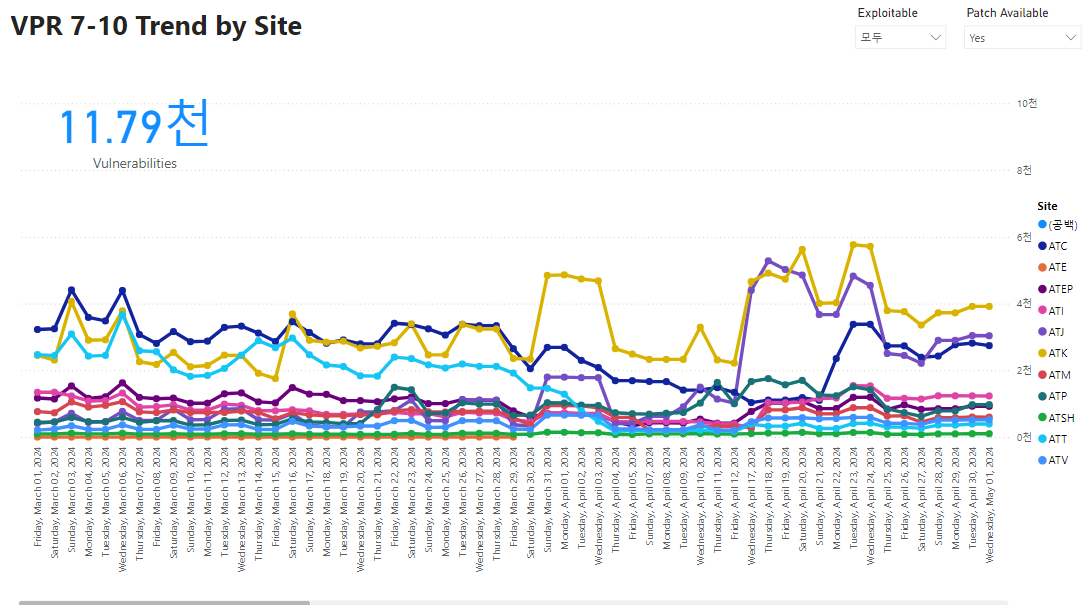 VPR 7-10 Trend by Site
Exploitable
모두
Patch Available
Yes
11.79천
Vulnerabilities
10천
8천
6천
4천
2천
0천
Site
(공백)
ATC
ATE
ATEP
ATI
ATJ
ATK
ATM
ATP
ATSH
ATT
ATV
Friday, March 01, 2024
Saturday, March 02, 2024
Sunday, March 03, 2024
Monday, March 04, 2024
Tuesday, March 05, 2024
Wednesday, March 06, 2024
Thursday, March 07, 2024
Friday, March 08, 2024
Saturday, March 09, 2024
Sunday, March 10, 2024
Monday, March 11, 2024
Tuesday, March 12, 2024
Wednesday, March 13, 2024
Thursday, March 14, 2024
Friday, March 15, 2024
Saturday, March 16, 2024
Sunday, March 17, 2024
Monday, March 18, 2024
Tuesday, March 19, 2024
Wednesday, March 20, 2024
Thursday, March 21, 2024
Friday, March 22, 2024
Saturday, March 23, 2024
Sunday, March 24, 2024
Monday, March 25, 2024
Tuesday, March 26, 2024
Wednesday, March 27, 2024
Thursday, March 28, 2024
Friday, March 29, 2024
Saturday, March 30, 2024
Sunday, March 31, 2024
Monday, April 01, 2024
Tuesday, April 02, 2024
Wednesday, April 03, 2024
Thursday, April 04, 2024
Friday, April 05, 2024
Sunday, April 07, 2024
Monday, April 08, 2024
Tuesday, April 09, 2024
Wednesday, April 10, 2024
Thursday, April 11, 2024
Friday, April 12, 2024
Wednesday, April 17, 2024
Thursday, April 18, 2024
Friday, April 19, 2024
Saturday, April 20, 2024
Sunday, April 21, 2024
Monday, April 22, 2024
Tuesday, April 23, 2024
Wednesday, April 24, 2024
Thursday, April 25, 2024
Friday, April 26, 2024
Saturday, April 27, 2024
Sunday, April 28, 2024
Monday, April 29, 2024
Tuesday, April 30, 2024
Wednesday, May 01, 2024